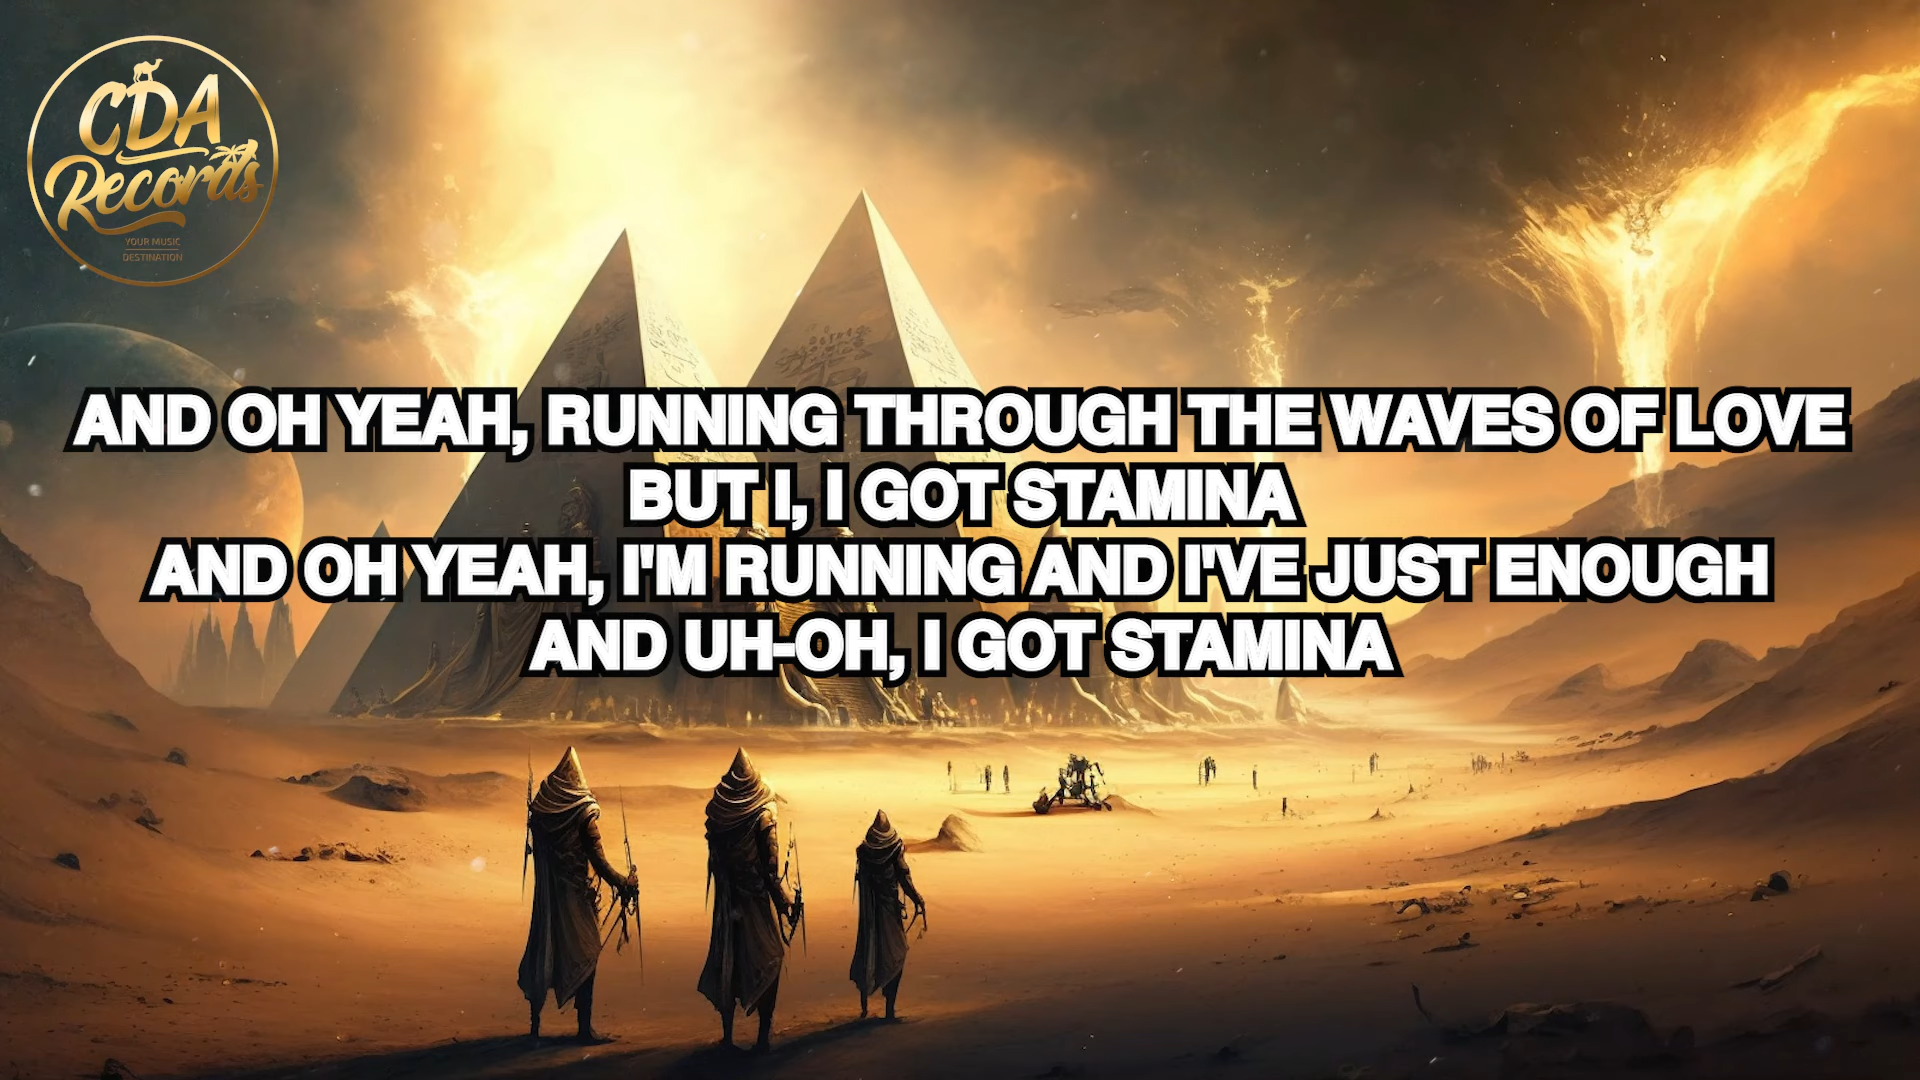 CDA
Records
YOUR MUSIC
DESTINATION
AND OH YEAH, RUNNING THROUGH THE WAVES OF LOVE
BUT I, I GOT STAMINA
AND OH YEAH, I'M RUNNING AND I'VE JUST ENOUGH
AND UH-OH, I GOT STAMINA